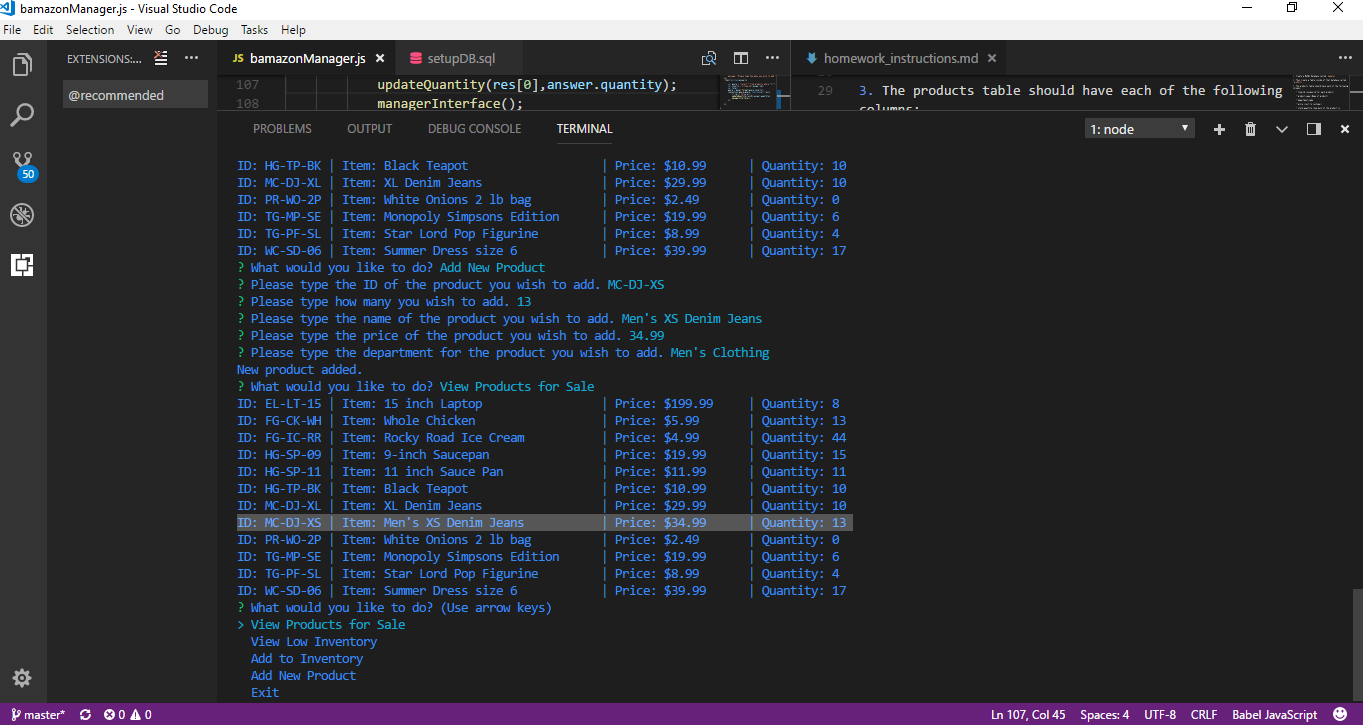 bamazonManager.js - Visual Studio Code
File Edit Selection View Go Debug Tasks Help
EXTENSIONS:... ···
@recommended
50
JS bamazonManager.js × setupDB.sql ···
homework_instructions.md × ···
107 updateQuantity(res[0],answer.quantity);
108 managerInterface();
29 3. The products table should have each of the following
columns:
PROBLEMS OUTPUT DEBUG CONSOLE TERMINAL 1: node
ID: HG-TP-BK | Item: Black Teapot | Price: $10.99 | Quantity: 10
ID: MC-DJ-XL | Item: XL Denim Jeans | Price: $29.99 | Quantity: 10
ID: PR-WO-2P | Item: White Onions 2 lb bag | Price: $2.49 | Quantity: 0
ID: TG-MP-SE | Item: Monopoly Simpsons Edition | Price: $19.99 | Quantity: 6
ID: TG-PF-SL | Item: Star Lord Pop Figurine | Price: $8.99 | Quantity: 4
ID: WC-SD-06 | Item: Summer Dress size 6 | Price: $39.99 | Quantity: 17
? What would you like to do? Add New Product
? Please type the ID of the product you wish to add. MC-DJ-XS
? Please type how many you wish to add. 13
? Please type the name of the product you wish to add. Men's XS Denim Jeans
? Please type the price of the product you wish to add. 34.99
? Please type the department for the product you wish to add. Men's Clothing
New product added.
? What would you like to do? View Products for Sale
ID: EL-LT-15 | Item: 15 inch Laptop | Price: $199.99 | Quantity: 8
ID: FG-CK-WH | Item: Whole Chicken | Price: $5.99 | Quantity: 13
ID: FG-IC-RR | Item: Rocky Road Ice Cream | Price: $4.99 | Quantity: 44
ID: HG-SP-09 | Item: 9-inch Saucepan | Price: $19.99 | Quantity: 15
ID: HG-SP-11 | Item: 11 inch Sauce Pan | Price: $11.99 | Quantity: 11
ID: HG-TP-BK | Item: Black Teapot | Price: $10.99 | Quantity: 10
ID: MC-DJ-XL | Item: XL Denim Jeans | Price: $29.99 | Quantity: 10
ID: MC-DJ-XS | Item: Men's XS Denim Jeans | Price: $34.99 | Quantity: 13
ID: PR-WO-2P | Item: White Onions 2 lb bag | Price: $2.49 | Quantity: 0
ID: TG-MP-SE | Item: Monopoly Simpsons Edition | Price: $19.99 | Quantity: 6
ID: TG-PF-SL | Item: Star Lord Pop Figurine | Price: $8.99 | Quantity: 4
ID: WC-SD-06 | Item: Summer Dress size 6 | Price: $39.99 | Quantity: 17
? What would you like to do? (Use arrow keys)
> View Products for Sale
View Low Inventory
Add to Inventory
Add New Product
Exit
master* 0 0 Ln 107, Col 45 Spaces: 4 UTF-8 CRLF Babel JavaScript